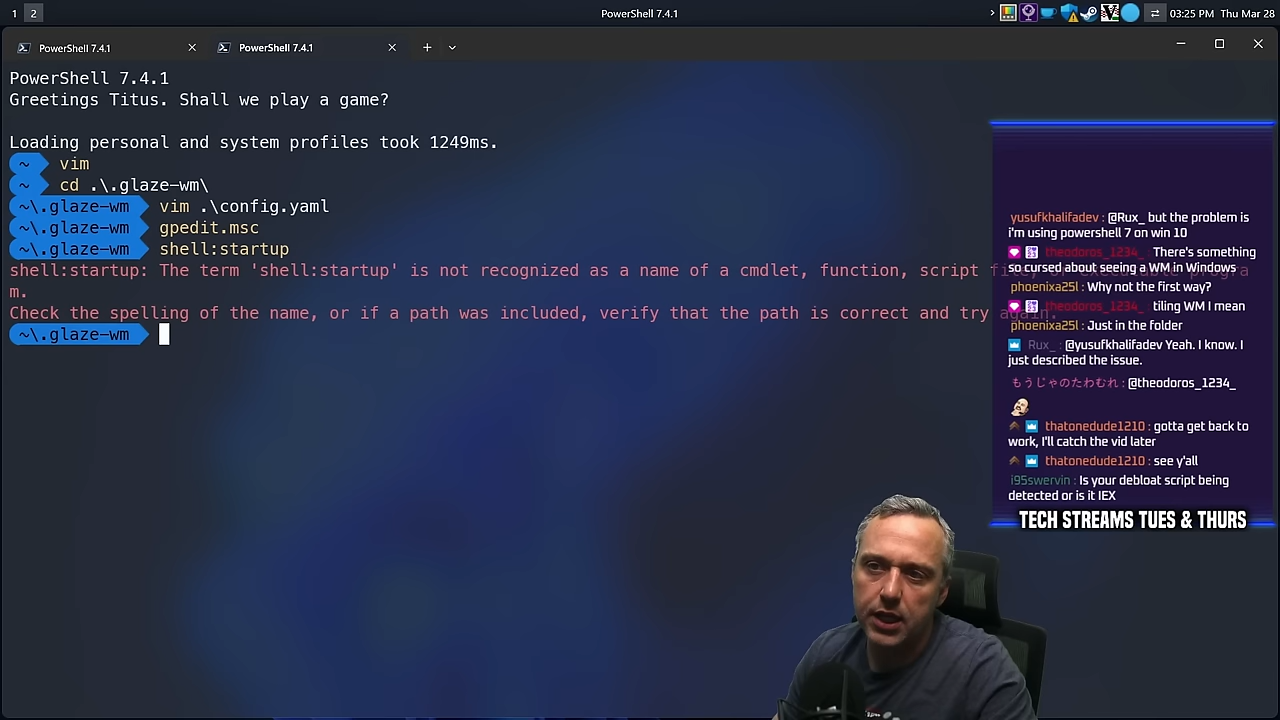 1 2
PowerShell 7.4.1
03:25 PM Thu Mar 28
PowerShell 7.4.1
PowerShell 7.4.1
PowerShell 7.4.1
Greetings Titus. Shall we play a game?
Loading personal and system profiles took 1249ms.
~ vim
~ cd .\.glaze-wm\
~\.glaze-wm vim .\config.yaml
~\.glaze-wm gpedit.msc
~\.glaze-wm shell:startup
shell:startup: The term 'shell:startup' is not recognized as a name of a cmdlet, function, script file, or executable progra
m.
Check the spelling of the name, or if a path was included, verify that the path is correct and try again.
~\.glaze-wm
yusufkhalifadev : @Rux_ but the problem is
i'm using powershell 7 on win 10
theodoros_1234_ There's something
so cursed about seeing a WM in Windows
phoenixa25l : Why not the first way?
theodoros_1234_ tiling WM I mean
phoenixa25l : Just in the folder
Rux_ : @yusufkhalifadev Yeah. I know. I
just described the issue.
もうじゃのたわむれ : @theodoros_1234_
thatonedude1210 : gotta get back to
work, I'll catch the vid later
thatonedude1210 : see y'all
i95swervin : Is your debloat script being
detected or is it IEX
TECH STREAMS TUES & THURS